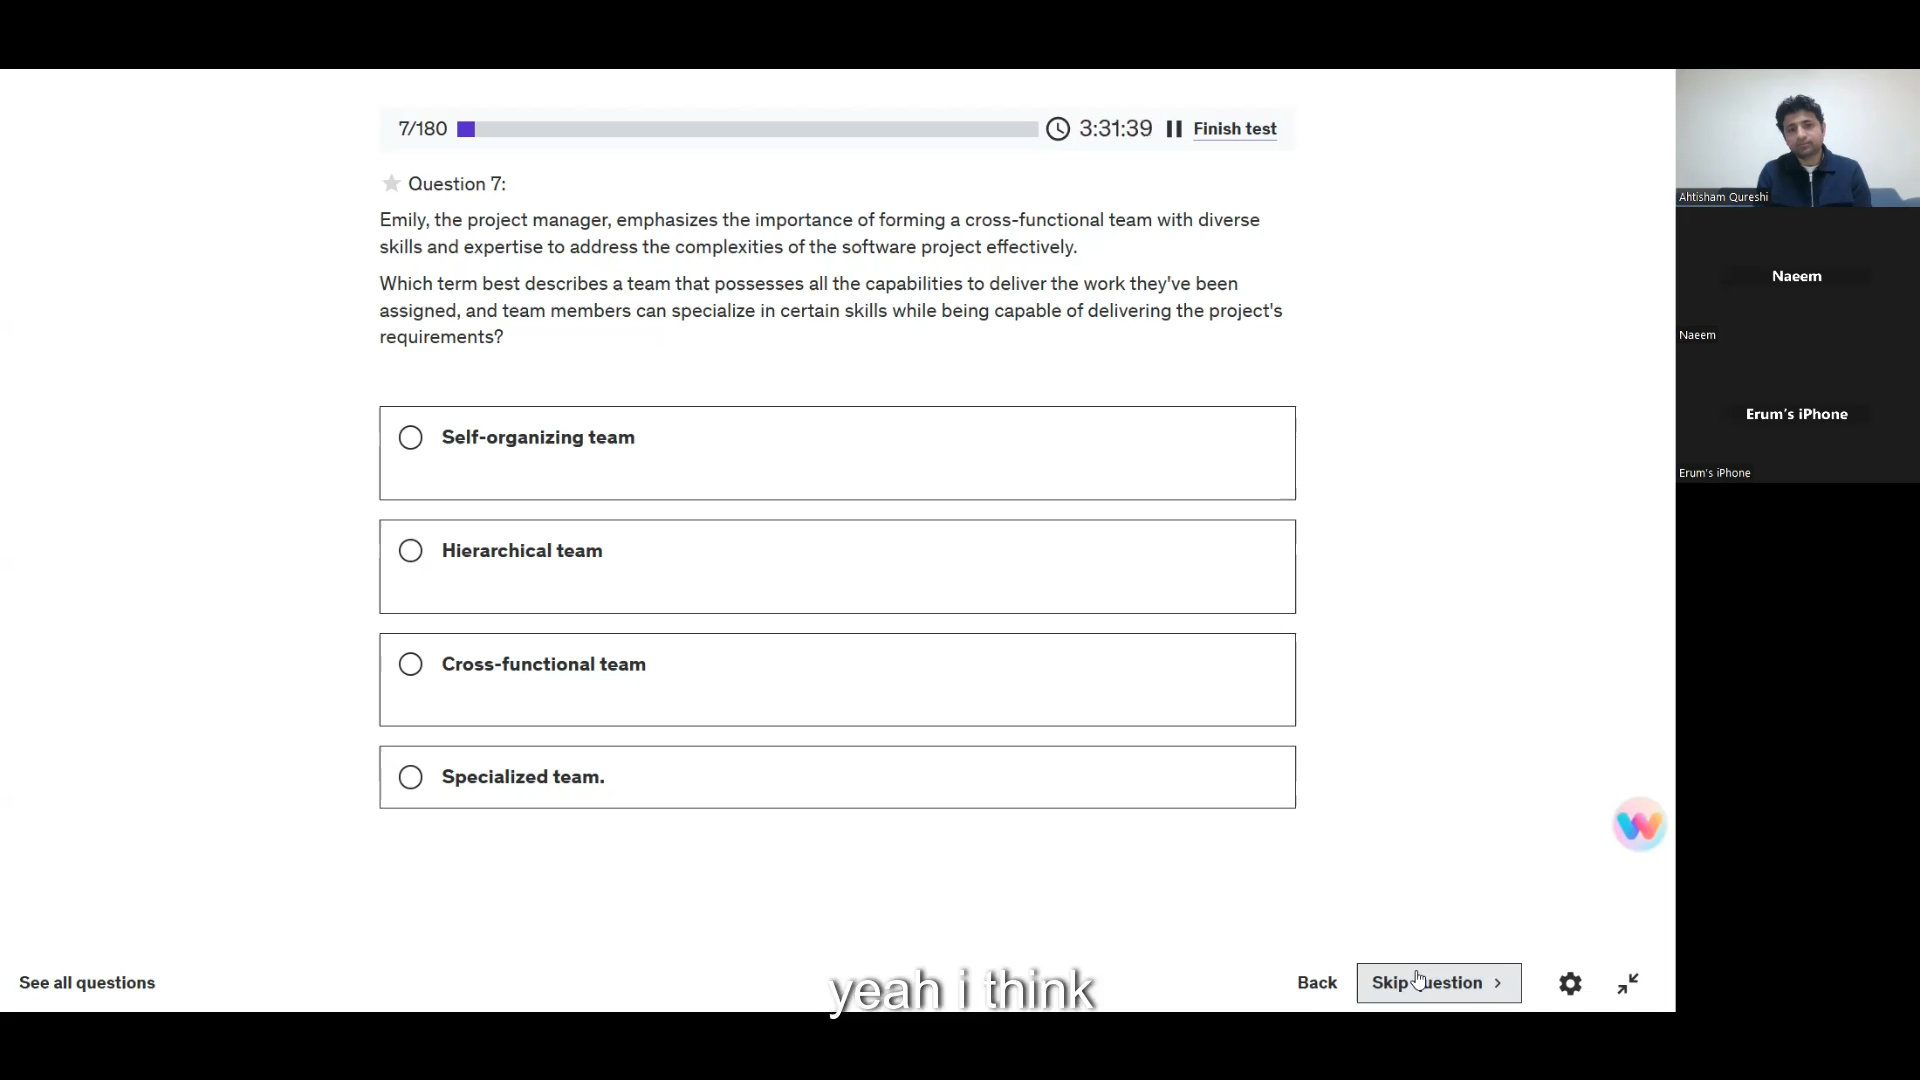 7/180
3:31:39
Finish test
Question 7:
Emily, the project manager, emphasizes the importance of forming a cross-functional team with diverse
skills and expertise to address the complexities of the software project effectively.
Which term best describes a team that possesses all the capabilities to deliver the work they've been
assigned, and team members can specialize in certain skills while being capable of delivering the project's
requirements?
Self-organizing team
Hierarchical team
Cross-functional team
Specialized team.
See all questions
Back
Skip question
yeah i think
Ahtisham Qureshi
Naeem
Naeem
Erum's iPhone
Erum's iPhone